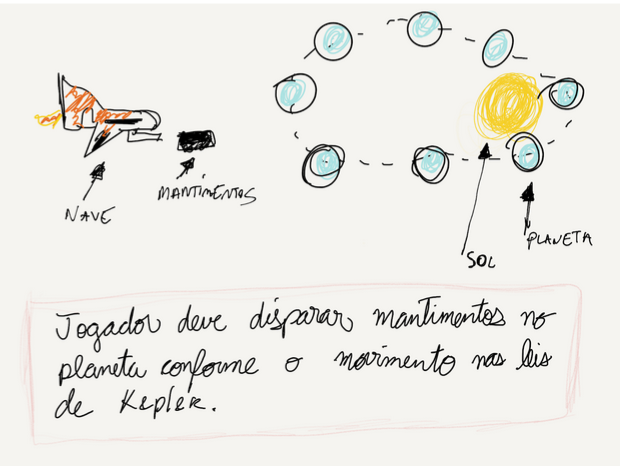 NAVE
MANTIMENTOS
SOL
PLANETA
Jogador deve disparar mantimentos no
planeta conforme o movimento nas leis
de Kepler.